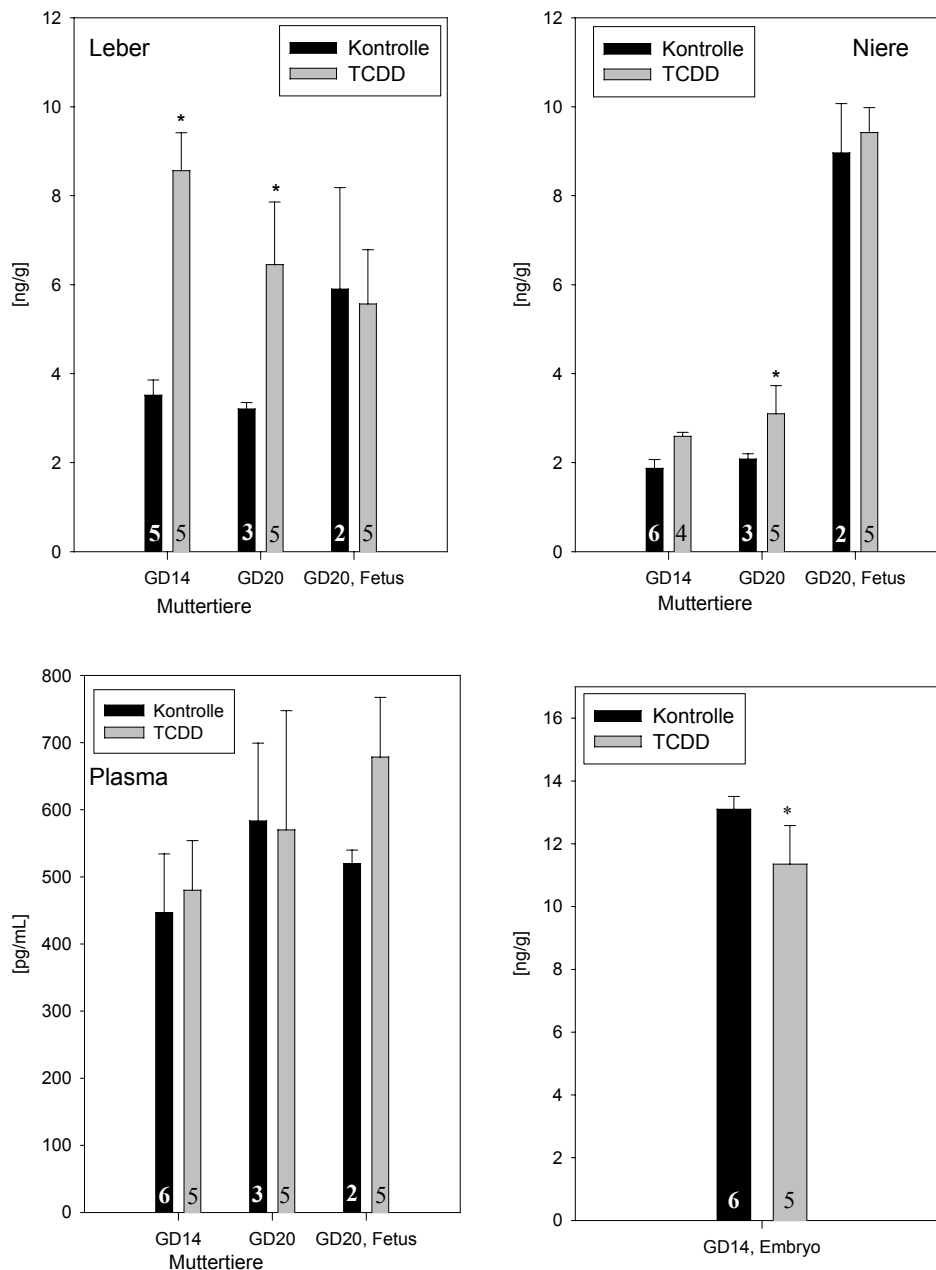 Leber
Kontrolle
TCDD
12
10
8
6
4
2
0
[ng/g]
*
*
5
5
3
5
2
5
GD14
GD20
GD20, Fetus
Muttertiere
Niere
Kontrolle
TCDD
12
10
8
6
4
2
0
[ng/g]
*
6
4
3
5
2
5
GD14
GD20
GD20, Fetus
Muttertiere
Kontrolle
TCDD
Plasma
800
700
600
500
400
300
200
100
0
[pg/mL]
6
5
3
5
2
5
GD14
GD20
GD20, Fetus
Muttertiere
Kontrolle
TCDD
16
14
12
10
8
6
4
2
0
[ng/g]
*
6
5
GD14, Embryo